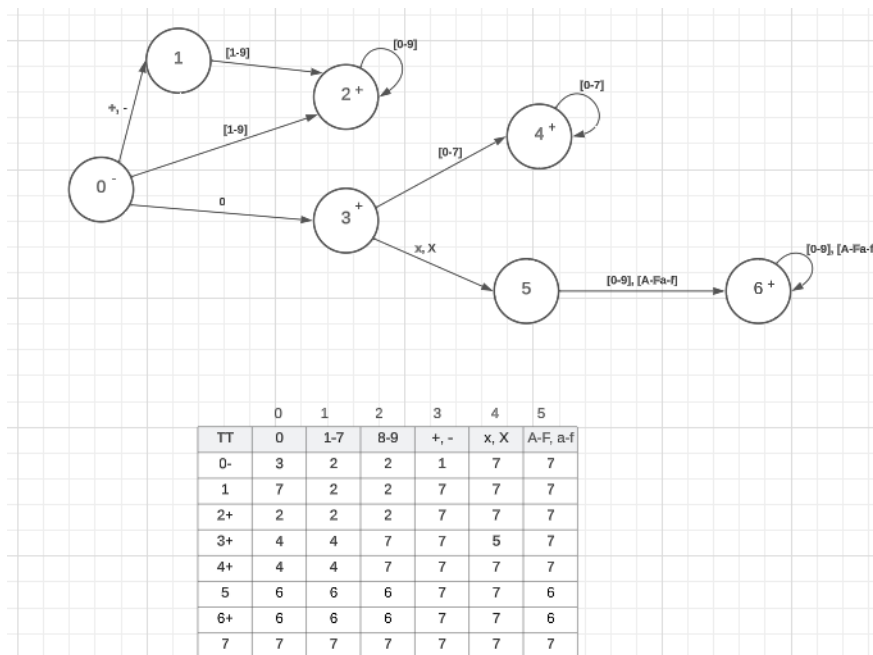 [1-9]
[0-9]
1
2 +
+, -
[1-9]
[0-7]
4 +
[0-7]
0 -
0
3 +
x, X
5
[0-9], [A-Fa-f]
6 +
[0-9], [A-Fa-f
0 1 2 3 4 5
TT 0 1-7 8-9 +, - x, X A-F, a-f
0- 3 2 2 1 7 7
1 7 2 2 7 7 7
2+ 2 2 2 7 7 7
3+ 4 4 7 7 5 7
4+ 4 4 7 7 7 7
5 6 6 6 7 7 6
6+ 6 6 6 7 7 6
7 7 7 7 7 7 7